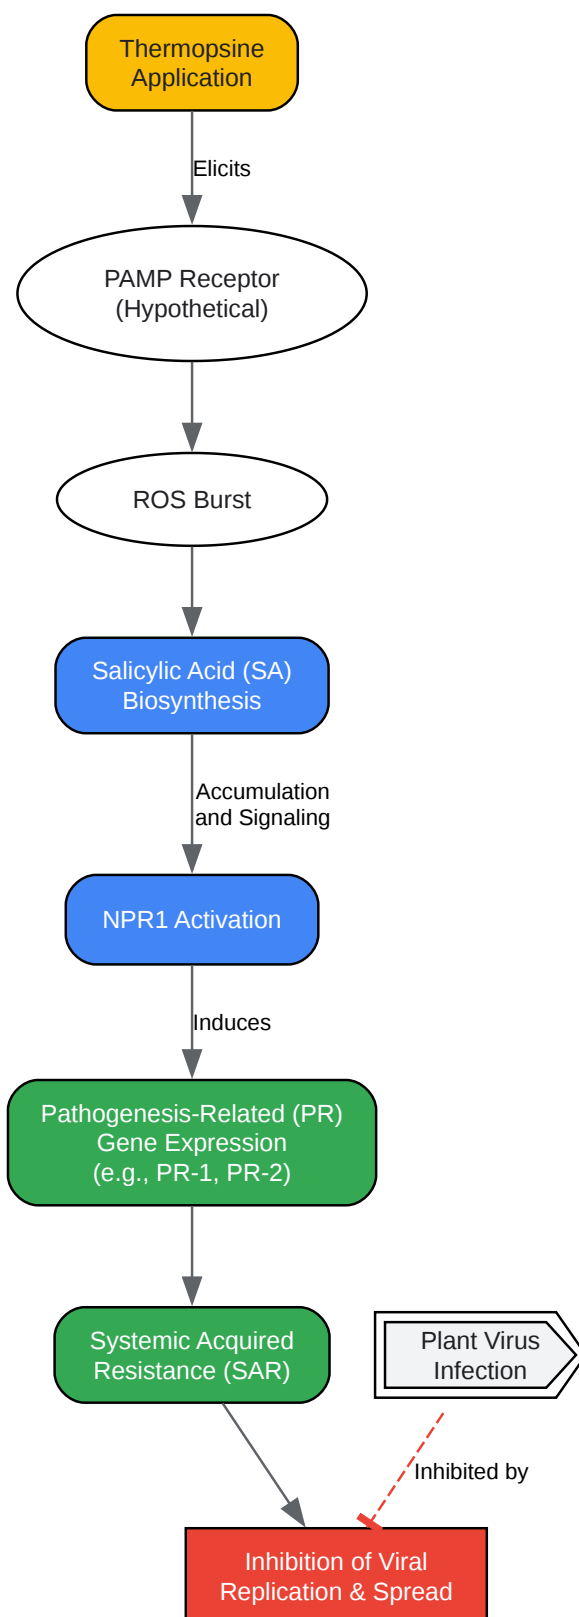 Thermopsine
Application
Elicits
PAMP Receptor
(Hypothetical)
ROS Burst
Salicylic Acid (SA)
Biosynthesis
Accumulation
and Signaling
NPR1 Activation
Induces
Pathogenesis-Related (PR)
Gene Expression
(e.g., PR-1, PR-2)
Systemic Acquired
Resistance (SAR)
Plant Virus
Infection
Inhibited by
Inhibition of Viral
Replication & Spread